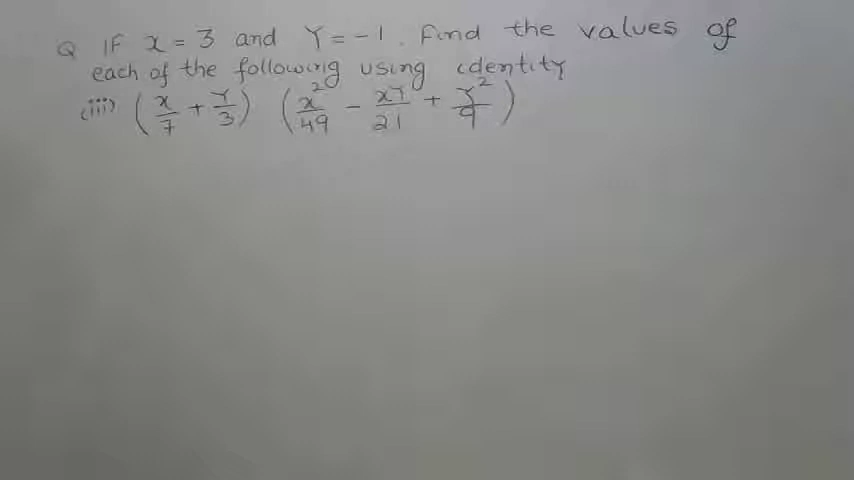 Q IF x = 3 and Y = -1. Find the values of
each of the following using identity
(iii) (x/7 + Y/3) (x²/49 - xY/21 + Y²/9)